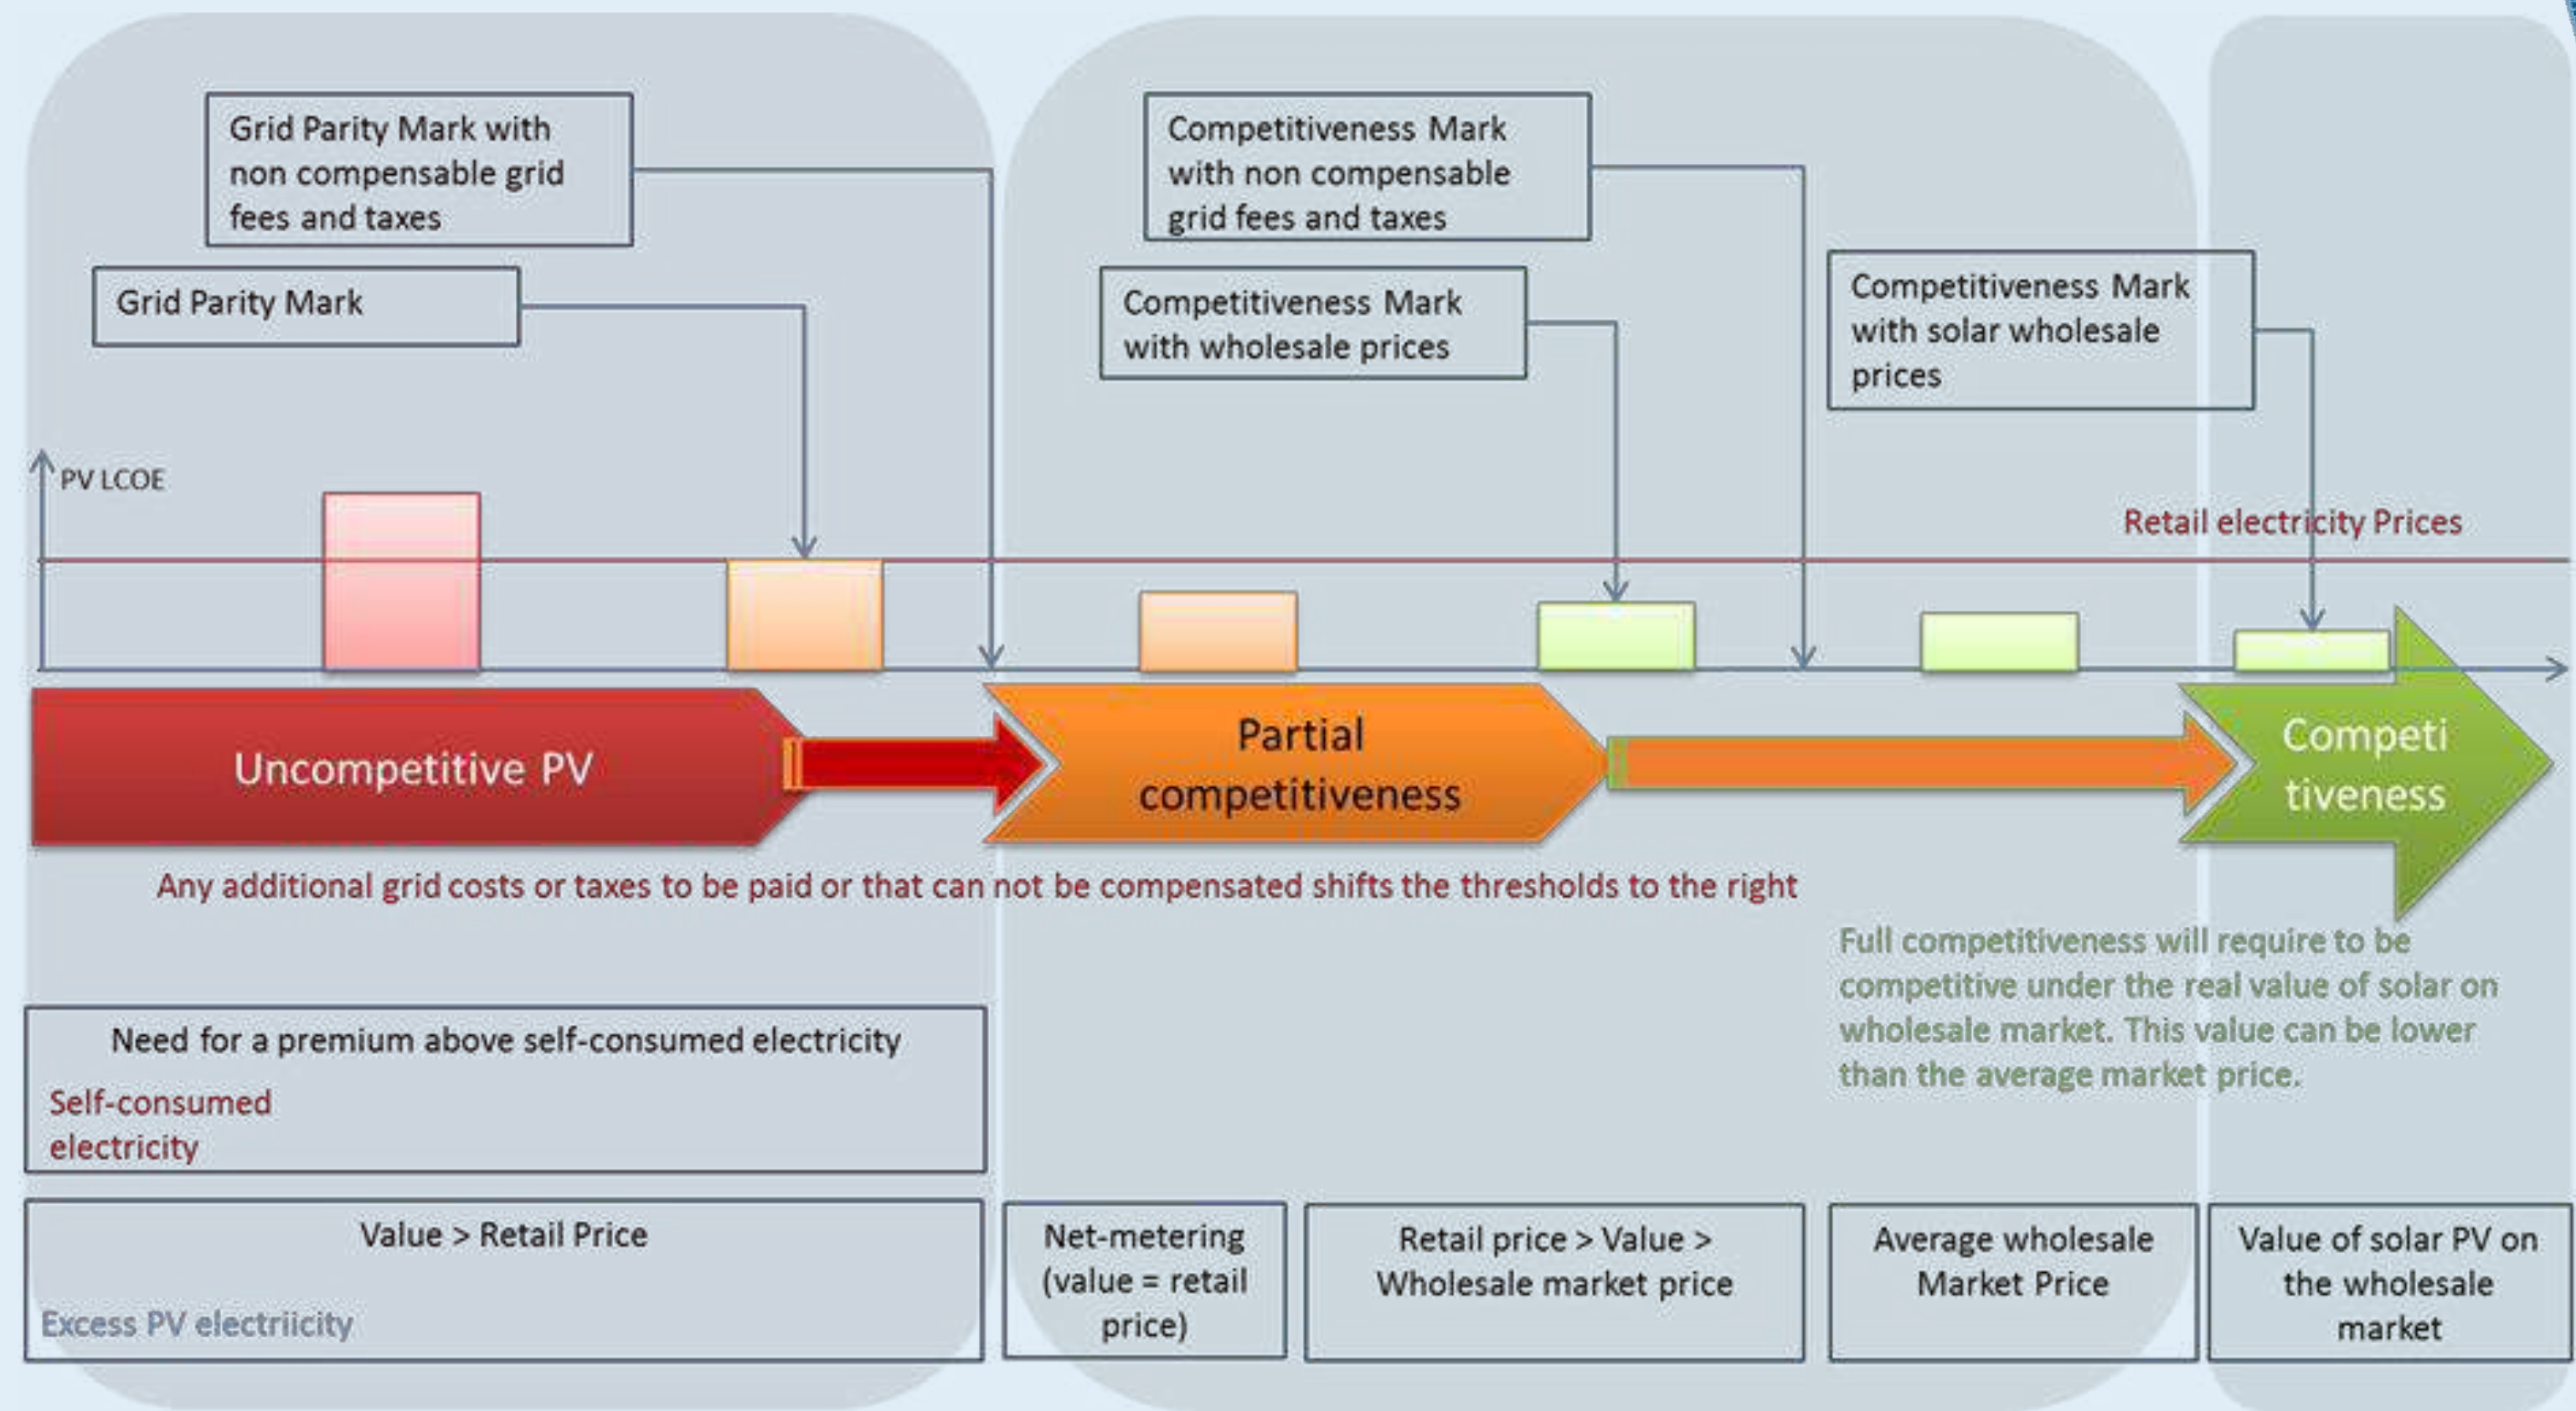 Grid Parity Mark with
non compensable grid
fees and taxes
Grid Parity Mark
Competitiveness Mark
with non compensable
grid fees and taxes
Competitiveness Mark
with wholesale prices
Competitiveness Mark
with solar wholesale
prices
PV LCOE
Retail electricity Prices
Uncompetitive PV
Partial
competitiveness
Competi
tiveness
Any additional grid costs or taxes to be paid or that can not be compensated shifts the thresholds to the right
Full competitiveness will require to be
competitive under the real value of solar on
wholesale market. This value can be lower
than the average market price.
Need for a premium above self-consumed electricity
Self-consumed
electricity
Value > Retail Price
Excess PV electriicity
Net-metering
(value = retail
price)
Retail price > Value >
Wholesale market price
Average wholesale
Market Price
Value of solar PV on
the wholesale
market